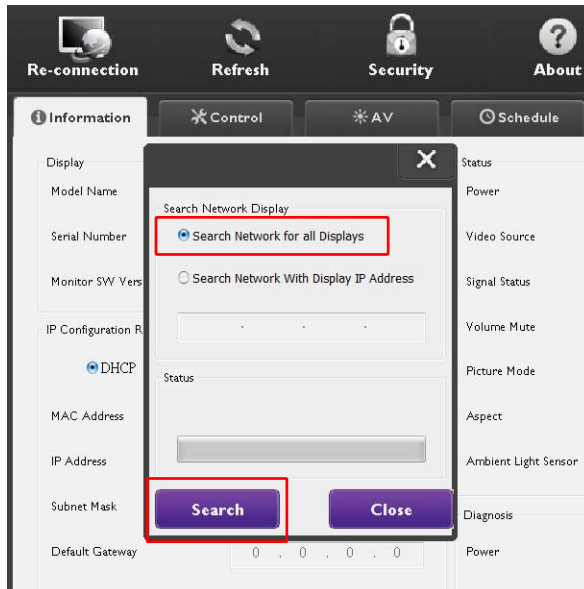 Re-connection Refresh Security About
Information Control AV Schedule
Display
Model Name
Serial Number
Monitor SW Vers
IP Configuration R
DHCP
MAC Address
IP Address
Subnet Mask
Default Gateway 0 . 0 . 0 . 0
X
Search Network Display
Search Network for all Displays
Search Network With Display IP Address
. . .
Status
Search Close
Status
Power
Video Source
Signal Status
Volume Mute
Picture Mode
Aspect
Ambient Light Sensor
Diagnosis
Power